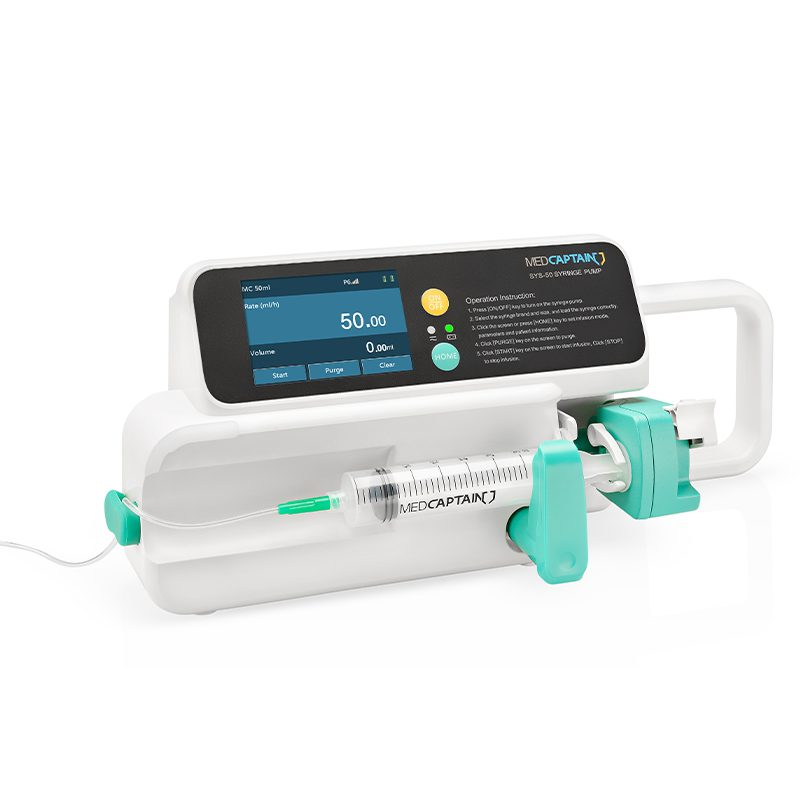 MEDCAPTAIN
SYS-50 SYRINGE PUMP
MC 50ml
P6
Rate (ml/h)
50.00
Volume
0.00ml
Start
Purge
Clear
ON
OFF
HOME
Operation Instruction:
1. Press [ON/OFF] key to turn on the syringe pump.
2. Select the syringe brand and size, and load the syringe correctly.
3. Click the screen or press [HOME] key to set infusion mode,
parameters and patient information.
4. Click [PURGE] key on the screen to purge.
5. Click [START] key on the screen to start infusion, Click [STOP]
to stop infusion.
MEDCAPTAIN